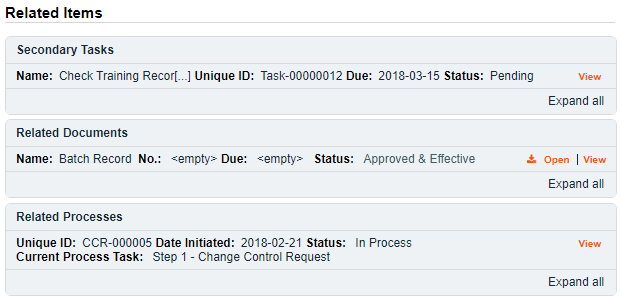 Related Items
Secondary Tasks
Name: Check Training Recor[...] Unique ID: Task-00000012 Due: 2018-03-15 Status: Pending View
Expand all
Related Documents
Name: Batch Record No.: <empty> Due: <empty> Status: Approved & Effective Open | View
Expand all
Related Processes
Unique ID: CCR-000005 Date Initiated: 2018-02-21 Status: In Process View
Current Process Task: Step 1 - Change Control Request
Expand all